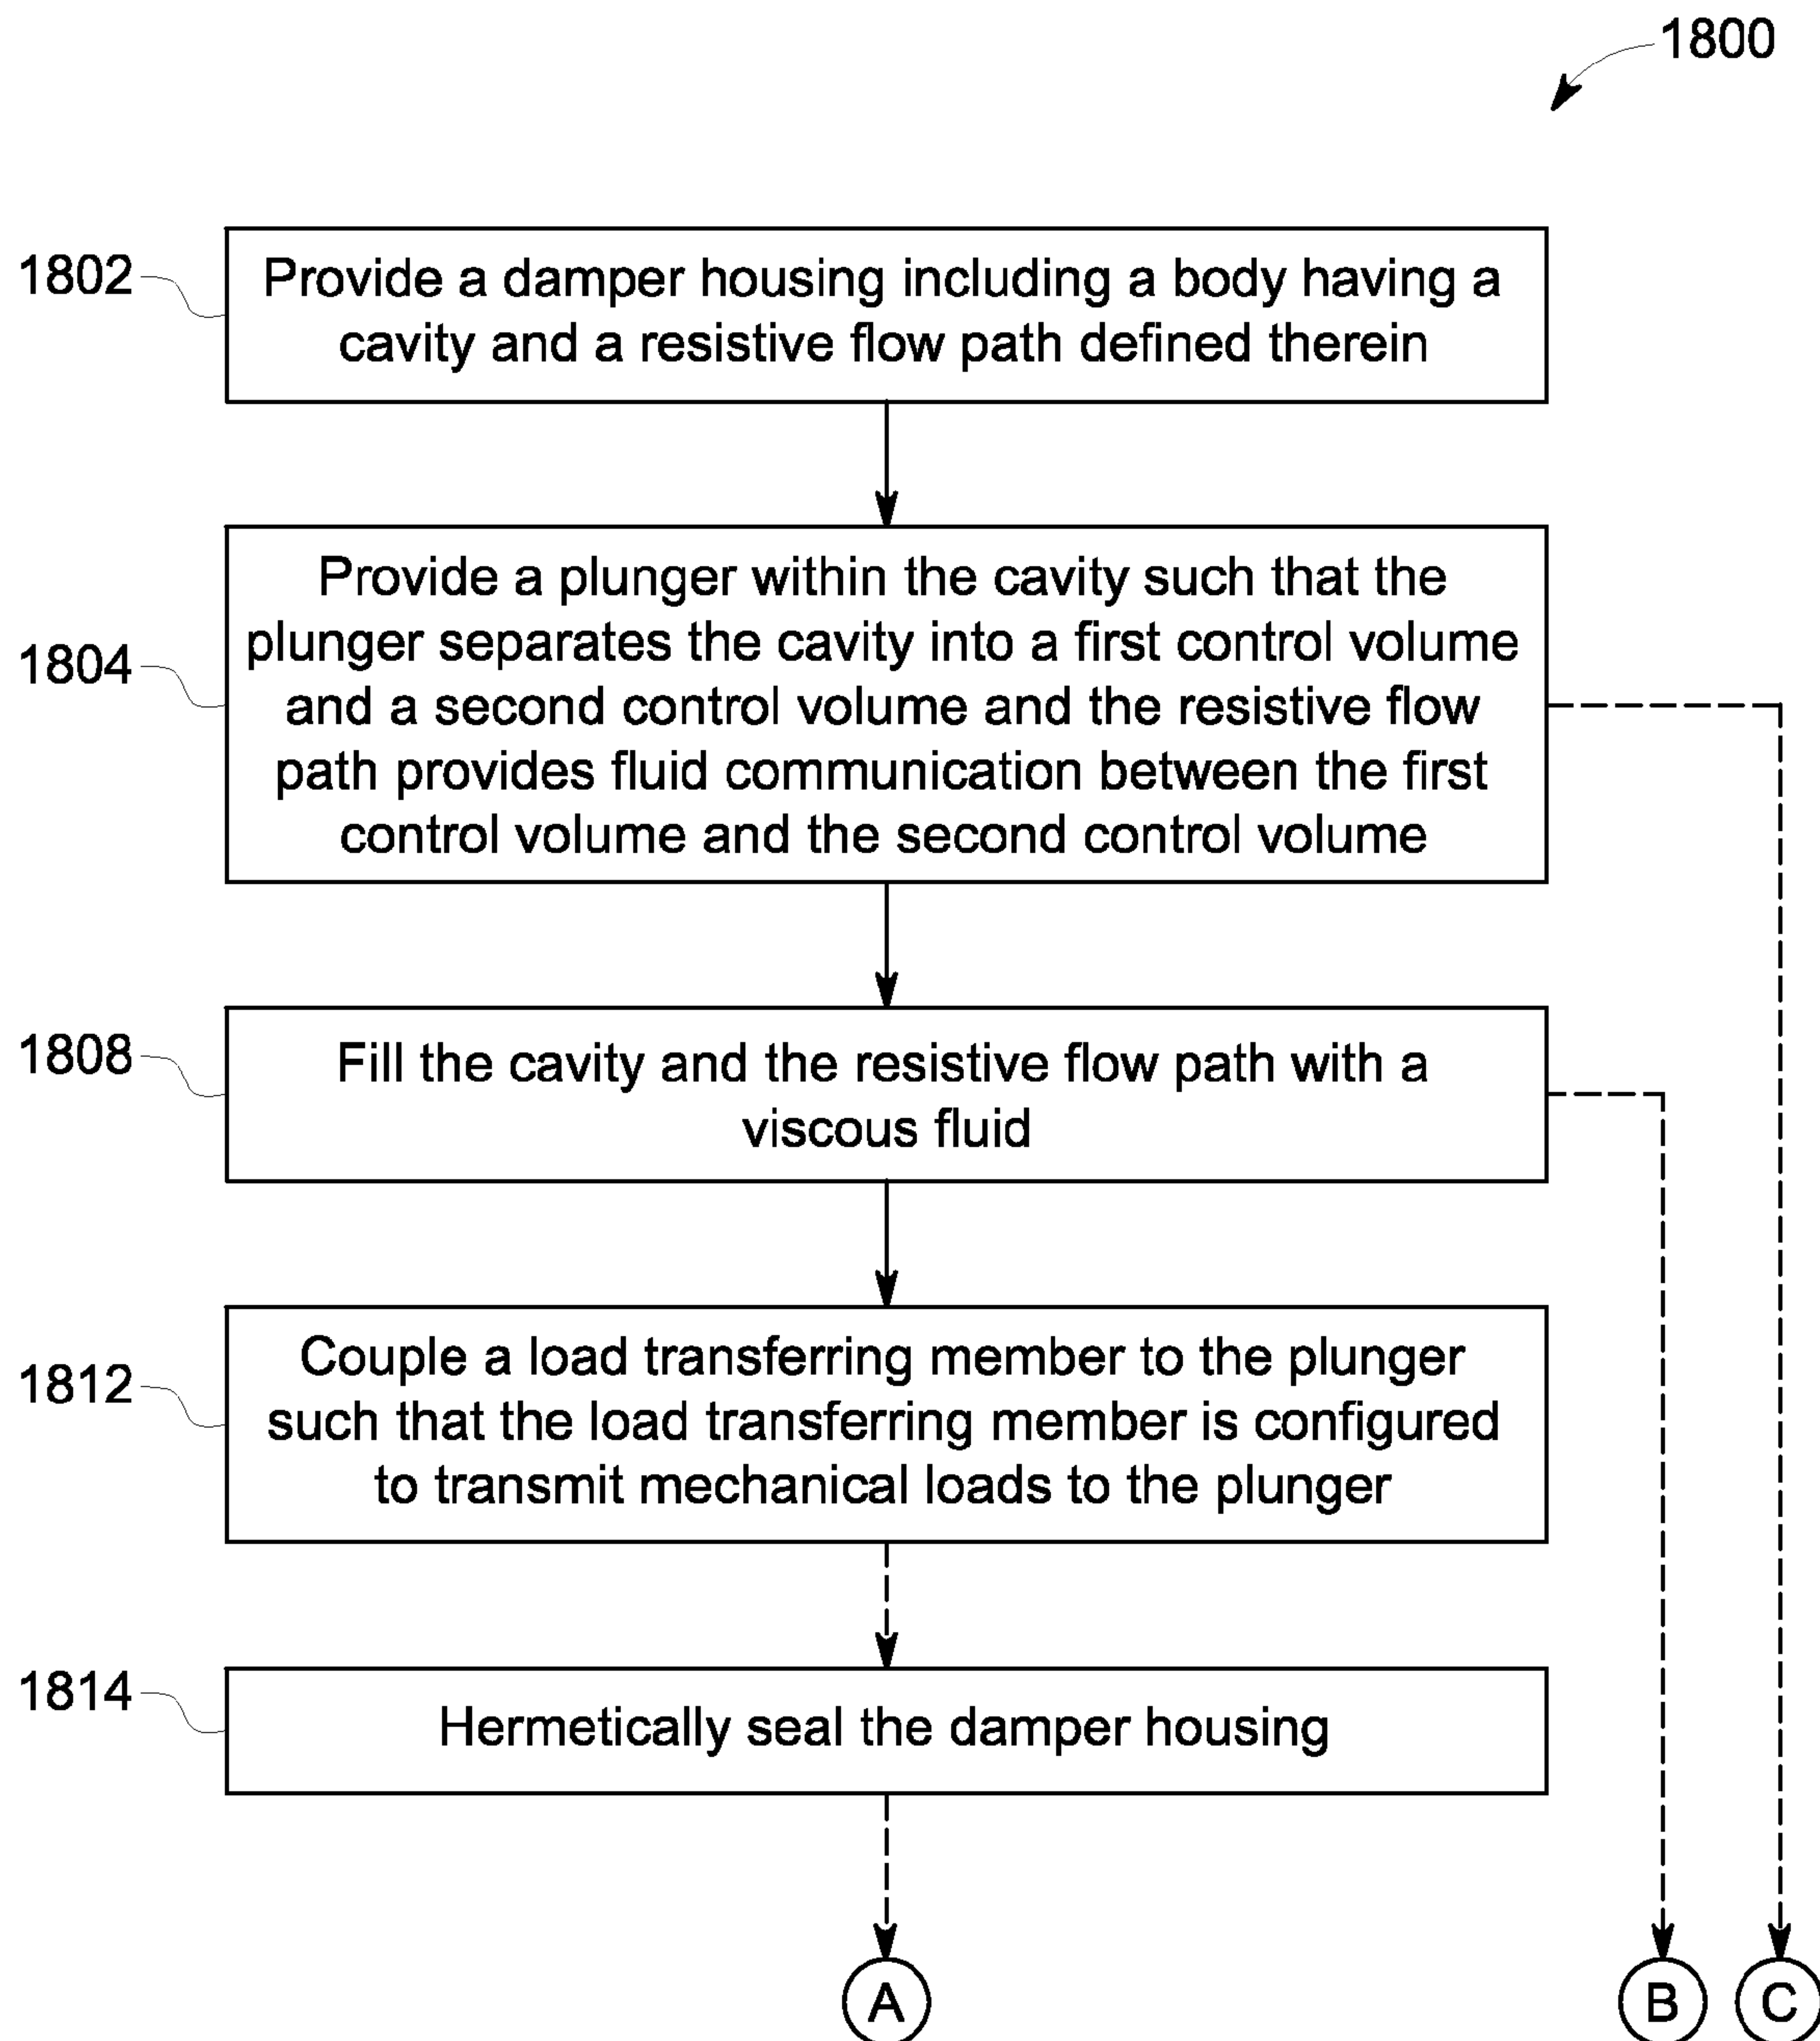 1800
1802
Provide a damper housing including a body having a
cavity and a resistive flow path defined therein
1804
Provide a plunger within the cavity such that the
plunger separates the cavity into a first control volume
and a second control volume and the resistive flow
path provides fluid communication between the first
control volume and the second control volume
1808
Fill the cavity and the resistive flow path with a
viscous fluid
1812
Couple a load transferring member to the plunger
such that the load transferring member is configured
to transmit mechanical loads to the plunger
1814
Hermetically seal the damper housing
A
B
C